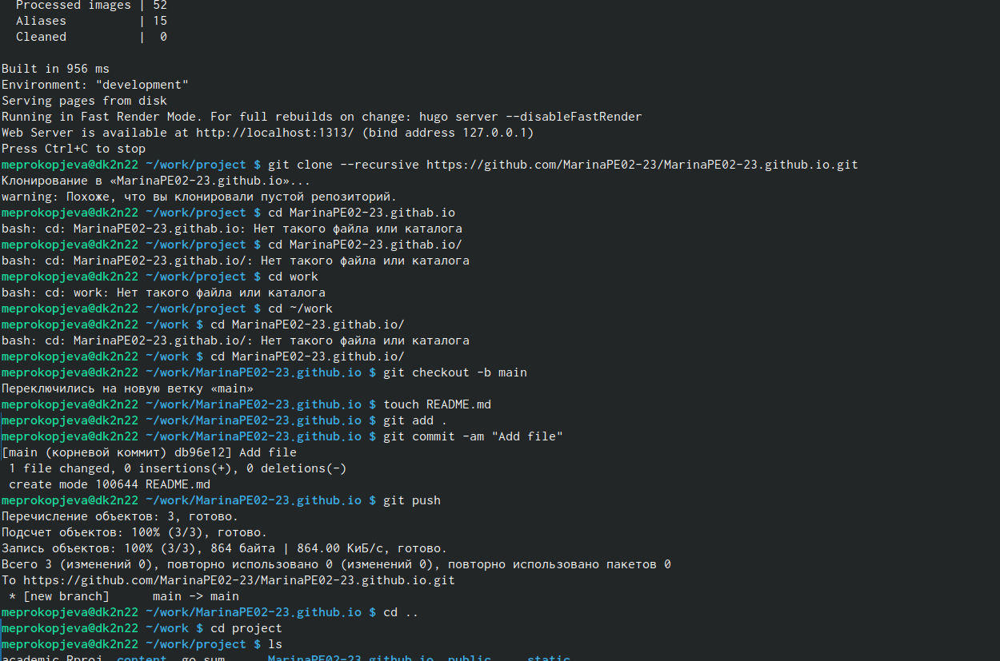 Processed images | 52
Aliases | 15
Cleaned | 0
Built in 956 ms
Environment: "development"
Serving pages from disk
Running in Fast Render Mode. For full rebuilds on change: hugo server --disableFastRender
Web Server is available at http://localhost:1313/ (bind address 127.0.0.1)
Press Ctrl+C to stop
meprokopjeva@dk2n22 ~/work/project $ git clone --recursive https://github.com/MarinaPE02-23/MarinaPE02-23.github.io.git
Клонирование в «MarinaPE02-23.github.io»...
warning: Похоже, что вы клонировали пустой репозиторий.
meprokopjeva@dk2n22 ~/work/project $ cd MarinaPE02-23.githab.io
bash: cd: MarinaPE02-23.githab.io: Нет такого файла или каталога
meprokopjeva@dk2n22 ~/work/project $ cd MarinaPE02-23.githab.io/
bash: cd: MarinaPE02-23.githab.io/: Нет такого файла или каталога
meprokopjeva@dk2n22 ~/work/project $ cd work
bash: cd: work: Нет такого файла или каталога
meprokopjeva@dk2n22 ~/work/project $ cd ~/work
meprokopjeva@dk2n22 ~/work $ cd MarinaPE02-23.githab.io/
bash: cd: MarinaPE02-23.githab.io/: Нет такого файла или каталога
meprokopjeva@dk2n22 ~/work $ cd MarinaPE02-23.github.io/
meprokopjeva@dk2n22 ~/work/MarinaPE02-23.github.io $ git checkout -b main
Переключились на новую ветку «main»
meprokopjeva@dk2n22 ~/work/MarinaPE02-23.github.io $ touch README.md
meprokopjeva@dk2n22 ~/work/MarinaPE02-23.github.io $ git add .
meprokopjeva@dk2n22 ~/work/MarinaPE02-23.github.io $ git commit -am "Add file"
[main (корневой коммит) db96e12] Add file
1 file changed, 0 insertions(+), 0 deletions(-)
create mode 100644 README.md
meprokopjeva@dk2n22 ~/work/MarinaPE02-23.github.io $ git push
Перечисление объектов: 3, готово.
Подсчет объектов: 100% (3/3), готово.
Запись объектов: 100% (3/3), 864 байта | 864.00 КиБ/с, готово.
Всего 3 (изменений 0), повторно использовано 0 (изменений 0), повторно использовано пакетов 0
To https://github.com/MarinaPE02-23/MarinaPE02-23.github.io.git
* [new branch] main -> main
meprokopjeva@dk2n22 ~/work/MarinaPE02-23.github.io $ cd ..
meprokopjeva@dk2n22 ~/work $ cd project
meprokopjeva@dk2n22 ~/work/project $ ls
academic.Rproj content go.sum MarinaPE02-23.github.io public static